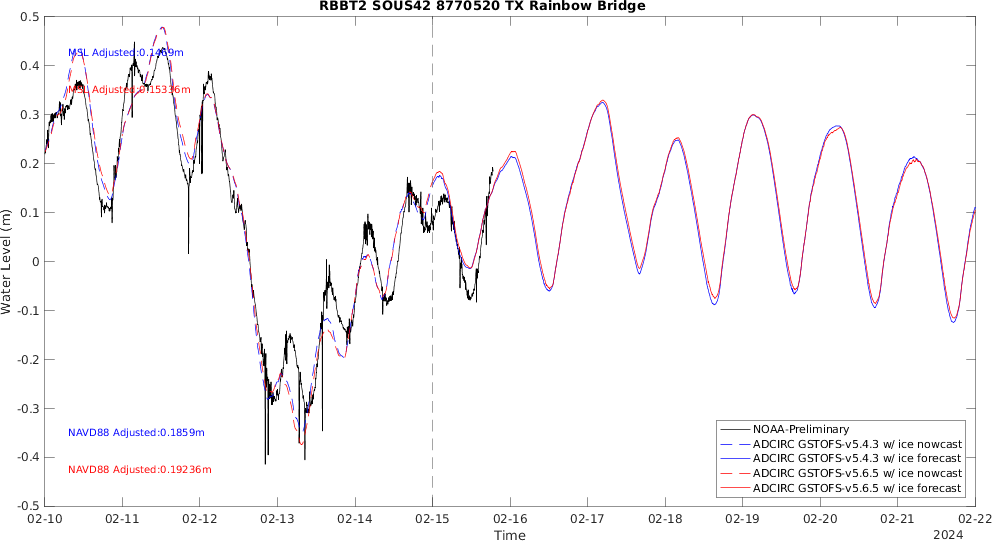 RBBT2 SOUS42 8770520 TX Rainbow Bridge
0.5
0.4
0.3
0.2
0.1
0
-0.1
-0.2
-0.3
-0.4
-0.5
Water Level (m)
MSL Adjusted:0.1469m
MSL Adjusted:0.15336m
NAVD88 Adjusted:0.1859m
NAVD88 Adjusted:0.19236m
NOAA-Preliminary
ADCIRC GSTOFS-v5.4.3 w/ ice nowcast
ADCIRC GSTOFS-v5.4.3 w/ ice forecast
ADCIRC GSTOFS-v5.6.5 w/ ice nowcast
ADCIRC GSTOFS-v5.6.5 w/ ice forecast
02-10 02-11 02-12 02-13 02-14 02-15 02-16 02-17 02-18 02-19 02-20 02-21 02-22
Time
2024